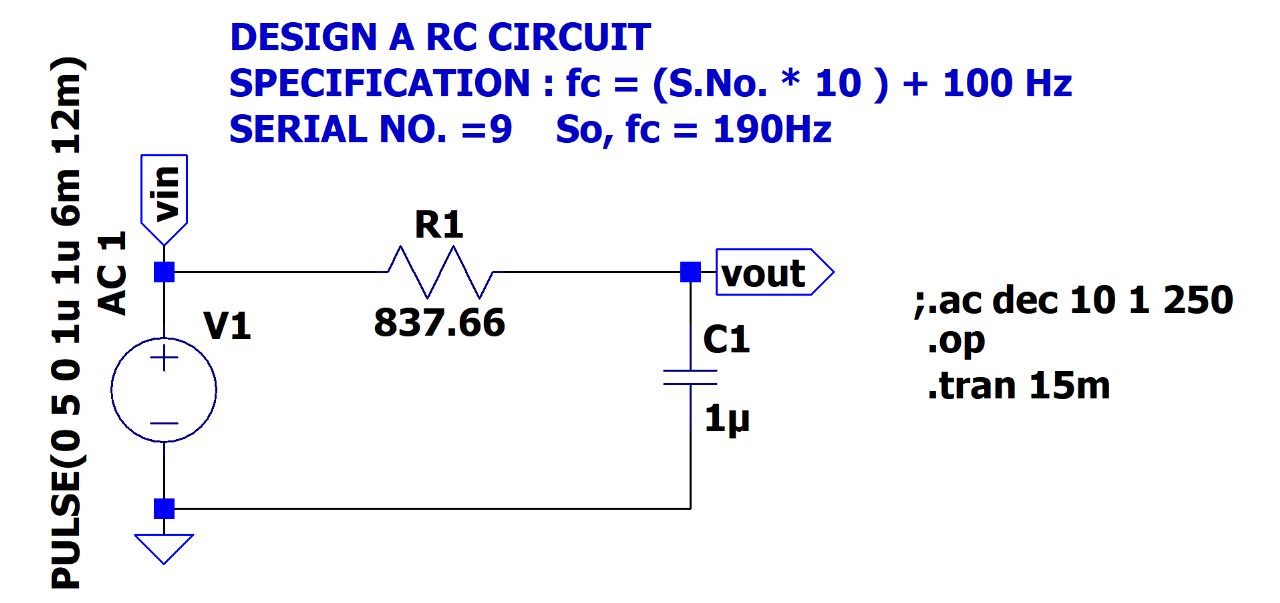 DESIGN A RC CIRCUIT
SPECIFICATION : fc = (S.No. * 10 ) + 100 Hz
SERIAL NO. =9 So, fc = 190Hz
PULSE(0 5 0 1u 1u 6m 12m)
AC 1
vin
V1
R1
837.66
vout
C1
1µ
;.ac dec 10 1 250
.op
.tran 15m